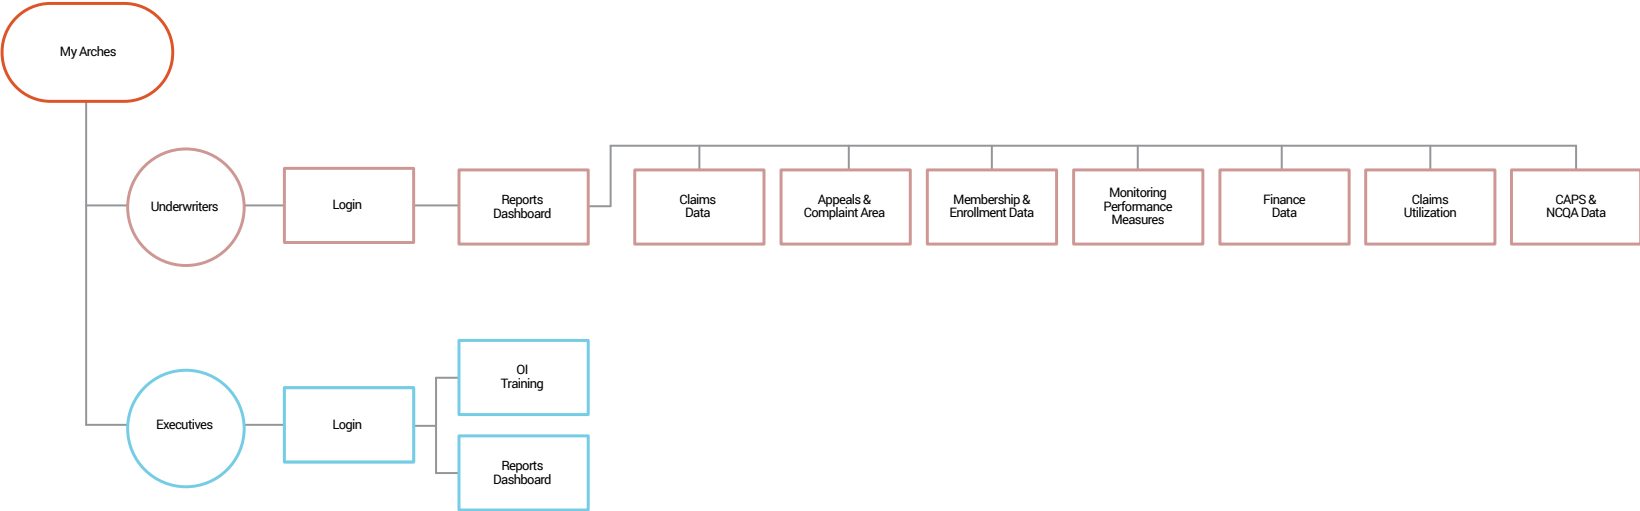 My Arches
Underwriters
Login
Reports
Dashboard
Claims
Data
Appeals &
Complaint Area
Membership &
Enrollment Data
Monitoring
Performance
Measures
Finance
Data
Claims
Utilization
CAPS &
NCQA Data
Executives
Login
OI
Training
Reports
Dashboard